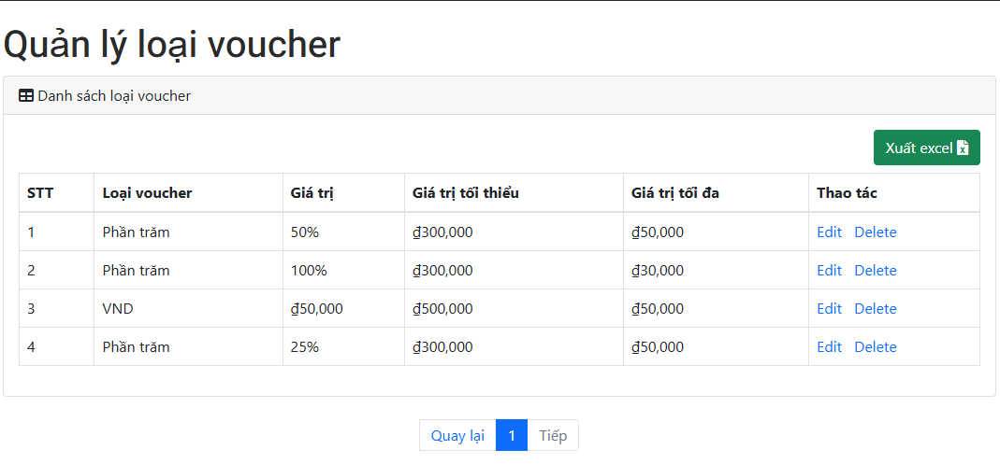 Quản lý loại voucher
Danh sách loại voucher
Xuất excel
STT Loại voucher Giá trị Giá trị tối thiểu Giá trị tối đa Thao tác
1 Phần trăm 50% ₫300,000 ₫50,000 Edit Delete
2 Phần trăm 100% ₫300,000 ₫30,000 Edit Delete
3 VND ₫50,000 ₫500,000 ₫50,000 Edit Delete
4 Phần trăm 25% ₫300,000 ₫50,000 Edit Delete
Quay lại 1 Tiếp